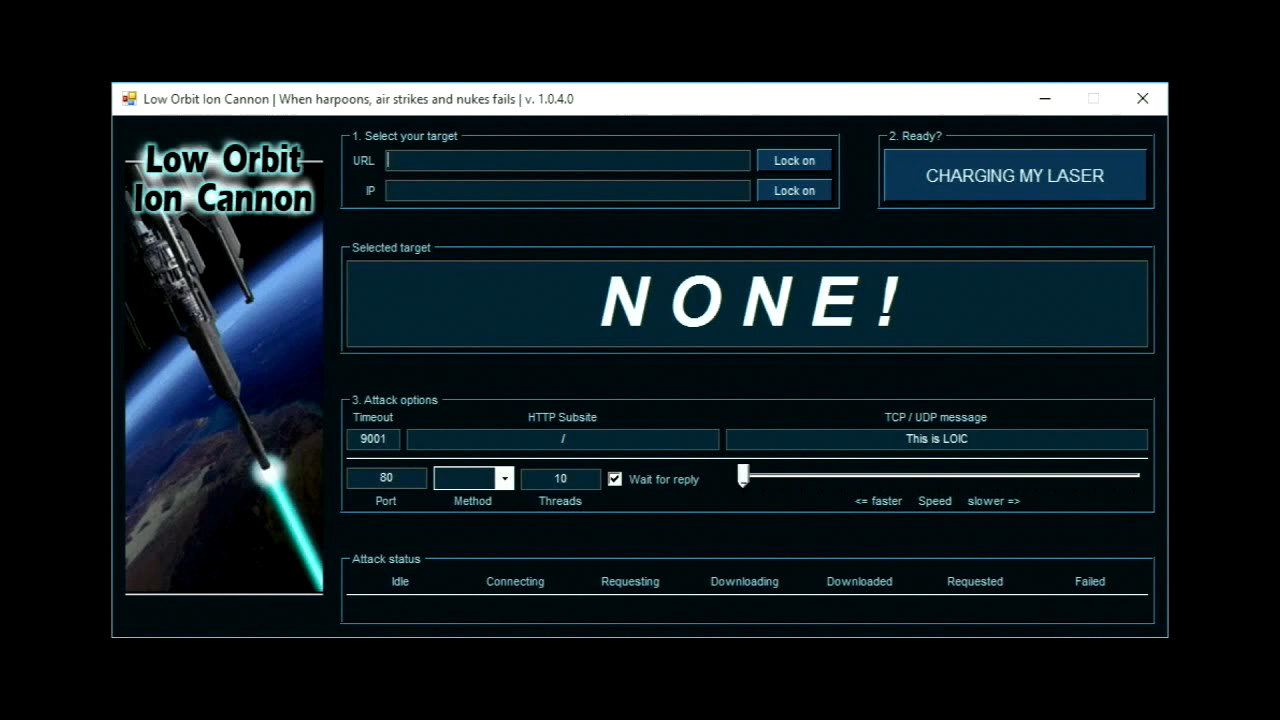 Low Orbit Ion Cannon | When harpoons, air strikes and nukes fails | v. 1.0.4.0
Low Orbit
Ion Cannon
1. Select your target
URL
Lock on
IP
Lock on
2. Ready?
CHARGING MY LASER
Selected target
NONE!
3. Attack options
Timeout HTTP Subsite TCP / UDP message
9001 / This is LOIC
80 10 Wait for reply
Port Method Threads <= faster Speed slower =>
Attack status
Idle Connecting Requesting Downloading Downloaded Requested Failed